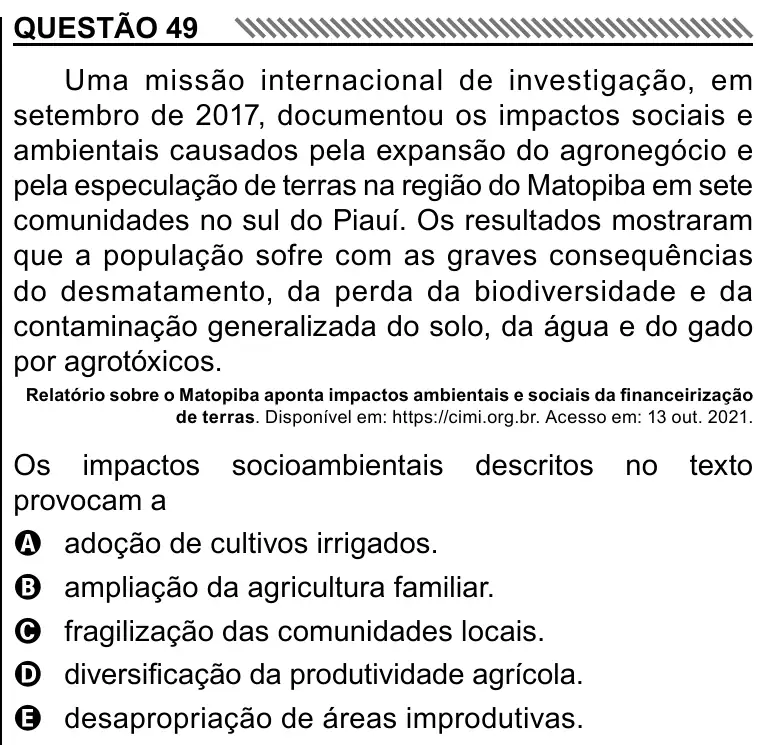 QUESTÃO 49
Uma missão internacional de investigação, em
setembro de 2017, documentou os impactos sociais e
ambientais causados pela expansão do agronegócio e
pela especulação de terras na região do Matopiba em sete
comunidades no sul do Piauí. Os resultados mostraram
que a população sofre com as graves consequências
do desmatamento, da perda da biodiversidade e da
contaminação generalizada do solo, da água e do gado
por agrotóxicos.
Relatório sobre o Matopiba aponta impactos ambientais e sociais da financeirização
de terras. Disponível em: https://cimi.org.br. Acesso em: 13 out. 2021.
Os impactos socioambientais descritos no texto
provocam a
A adoção de cultivos irrigados.
B ampliação da agricultura familiar.
C fragilização das comunidades locais.
D diversificação da produtividade agrícola.
E desapropriação de áreas improdutivas.